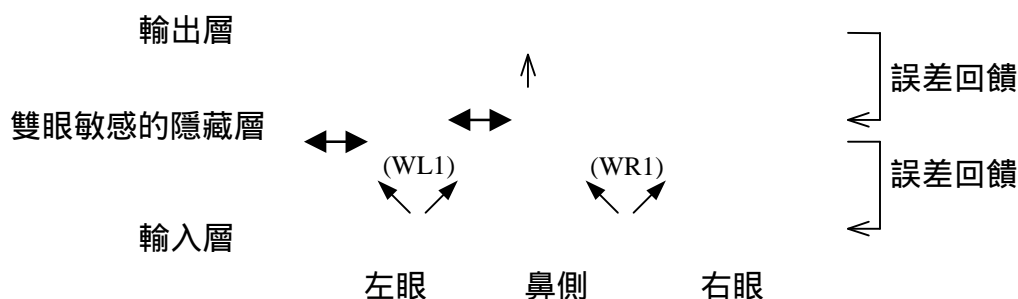 輸出層
誤差回饋
雙眼敏感的隱藏層
(WL1) (WR1)
誤差回饋
輸入層
左眼 鼻側 右眼